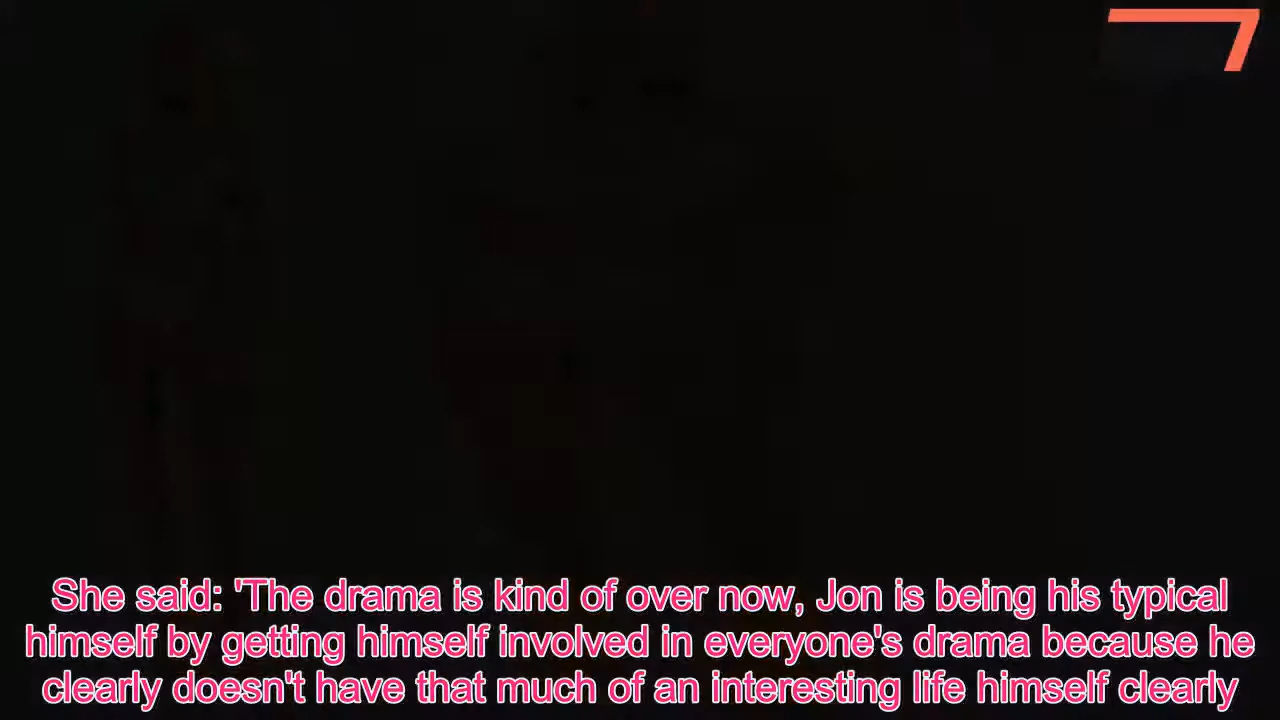 She said: 'The drama is kind of over now, Jon is being his typical
himself by getting himself involved in everyone's drama because he
clearly doesn't have that much of an interesting life himself clearly